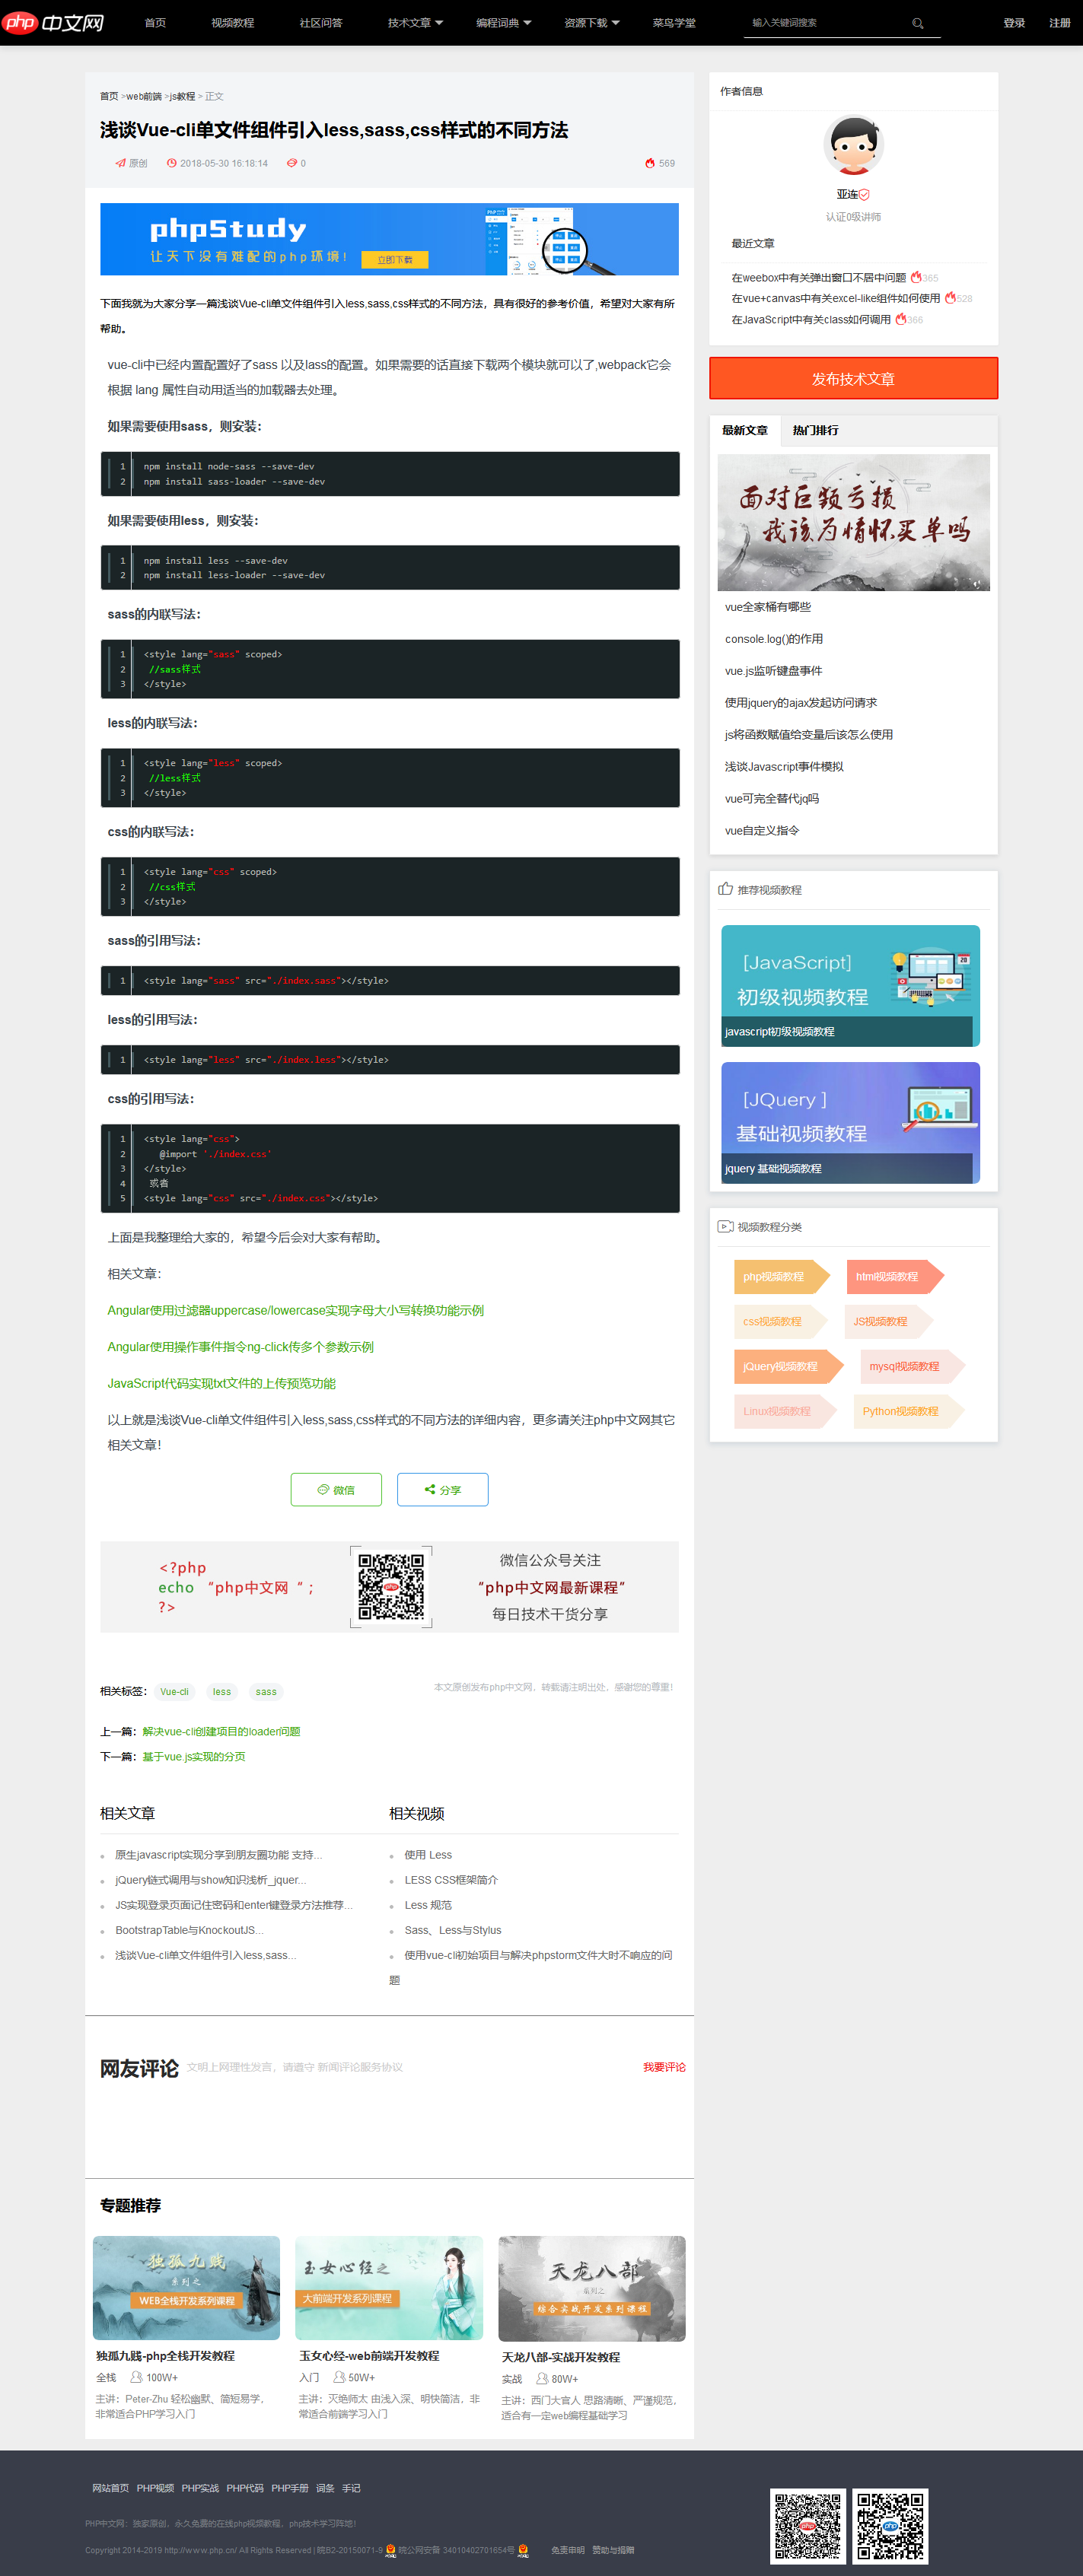 php 中文网 首页 视频教程 社区问答 技术文章 编程词典 资源下载 菜鸟学堂 输入关键词搜索 登录 注册
首页 >web前端 >js教程 > 正文
浅谈Vue-cli单文件组件引入less,sass,css样式的不同方法
原创 2018-05-30 16:18:14 0 569
phpStudy
让天下没有难配的php环境! 立即下载
下面我就为大家分享一篇浅谈Vue-cli单文件组件引入less,sass,css样式的不同方法，具有很好的参考价值，希望对大家有所
帮助。
vue-cli中已经内置配置好了sass 以及lass的配置。如果需要的话直接下载两个模块就可以了,webpack它会
根据 lang 属性自动用适当的加载器去处理。
如果需要使用sass，则安装：
1 npm install node-sass --save-dev
2 npm install sass-loader --save-dev
如果需要使用less，则安装：
1 npm install less --save-dev
2 npm install less-loader --save-dev
sass的内联写法：
1 <style lang="sass" scoped>
2 //sass样式
3 </style>
less的内联写法：
1 <style lang="less" scoped>
2 //less样式
3 </style>
css的内联写法：
1 <style lang="css" scoped>
2 //css样式
3 </style>
sass的引用写法：
1 <style lang="sass" src="./index.sass"></style>
less的引用写法：
1 <style lang="less" src="./index.less"></style>
css的引用写法：
1 <style lang="css">
2 @import './index.css'
3 </style>
4 或者
5 <style lang="css" src="./index.css"></style>
上面是我整理给大家的，希望今后会对大家有帮助。
相关文章：
Angular使用过滤器uppercase/lowercase实现字母大小写转换功能示例
Angular使用操作事件指令ng-click传多个参数示例
JavaScript代码实现txt文件的上传预览功能
以上就是浅谈Vue-cli单文件组件引入less,sass,css样式的不同方法的详细内容，更多请关注php中文网其它
相关文章！
微信 分享
<?php
echo “php中文网 “ ;
?>
php
微信公众号关注
“php中文网最新课程”
每日技术干货分享
相关标签： Vue-cli less sass 本文原创发布php中文网，转载请注明出处，感谢您的尊重！
上一篇：解决vue-cli创建项目的loader问题
下一篇：基于vue.js实现的分页
相关文章
原生javascript实现分享到朋友圈功能 支持...
jQuery链式调用与show知识浅析_jquer...
JS实现登录页面记住密码和enter键登录方法推荐...
BootstrapTable与KnockoutJS...
浅谈Vue-cli单文件组件引入less,sass...
相关视频
使用 Less
LESS CSS框架简介
Less 规范
Sass、Less与Stylus
使用vue-cli初始项目与解决phpstorm文件大时不响应的问
题
网友评论 文明上网理性发言，请遵守 新闻评论服务协议 我要评论
专题推荐
独孤九贱
系列之
WEB全栈开发系列课程
独孤九贱-php全栈开发教程
全栈 100W+
主讲：Peter-Zhu 轻松幽默、简短易学，
非常适合PHP学习入门
玉女心经之
大前端开发系列课程
玉女心经-web前端开发教程
入门 50W+
主讲：灭绝师太 由浅入深、明快简洁，非
常适合前端学习入门
天龙八部
系列之
综合实战开发系列课程
天龙八部-实战开发教程
实战 80W+
主讲：西门大官人 思路清晰、严谨规范，
适合有一定web编程基础学习
作者信息
亚连
认证0级讲师
最近文章
在weebox中有关弹出窗口不居中问题 365
在vue+canvas中有关excel-like组件如何使用 528
在JavaScript中有关class如何调用 366
发布技术文章
最新文章 热门排行
面对巨额亏损
我该为情怀买单吗
vue全家桶有哪些
console.log()的作用
vue.js监听键盘事件
使用jquery的ajax发起访问请求
js将函数赋值给变量后该怎么使用
浅谈Javascript事件模拟
vue可完全替代jq吗
vue自定义指令
推荐视频教程
[JavaScript]
初级视频教程
javascript初级视频教程
[JQuery ]
基础视频教程
jquery 基础视频教程
视频教程分类
php视频教程 html视频教程
css视频教程 JS视频教程
jQuery视频教程 mysql视频教程
Linux视频教程 Python视频教程
网站首页 PHP视频 PHP实战 PHP代码 PHP手册 词条 手记
PHP中文网：独家原创，永久免费的在线php视频教程，php技术学习阵地！
Copyright 2014-2019 http://www.php.cn/ All Rights Reserved | 皖B2-20150071-9 皖公网安备 34010402701654号 免责申明 赞助与捐赠
php php